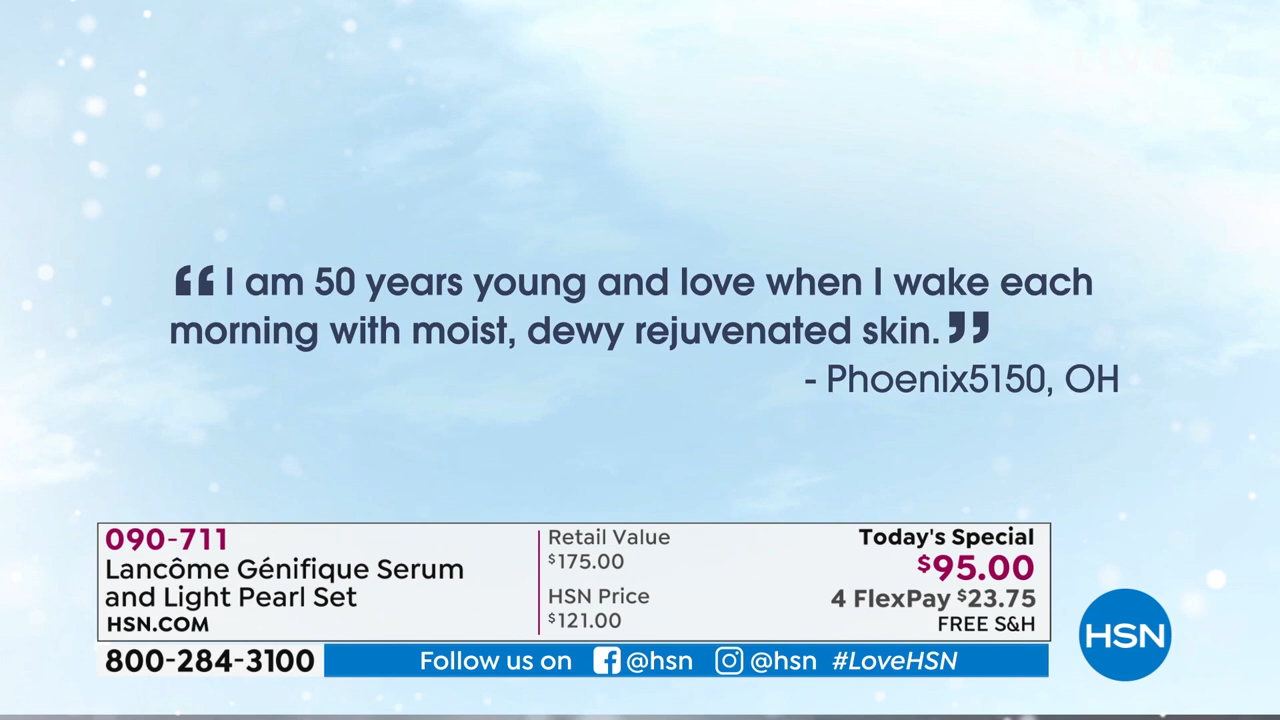 LIVE
“I am 50 years young and love when I wake each
morning with moist, dewy rejuvenated skin.”
- Phoenix5150, OH
090-711
Lancôme Génifique Serum
and Light Pearl Set
HSN.COM
Retail Value
$175.00
HSN Price
$121.00
Today's Special
$95.00
4 FlexPay $23.75
FREE S&H
HSN
800-284-3100
Follow us on @hsn @hsn #LoveHSN